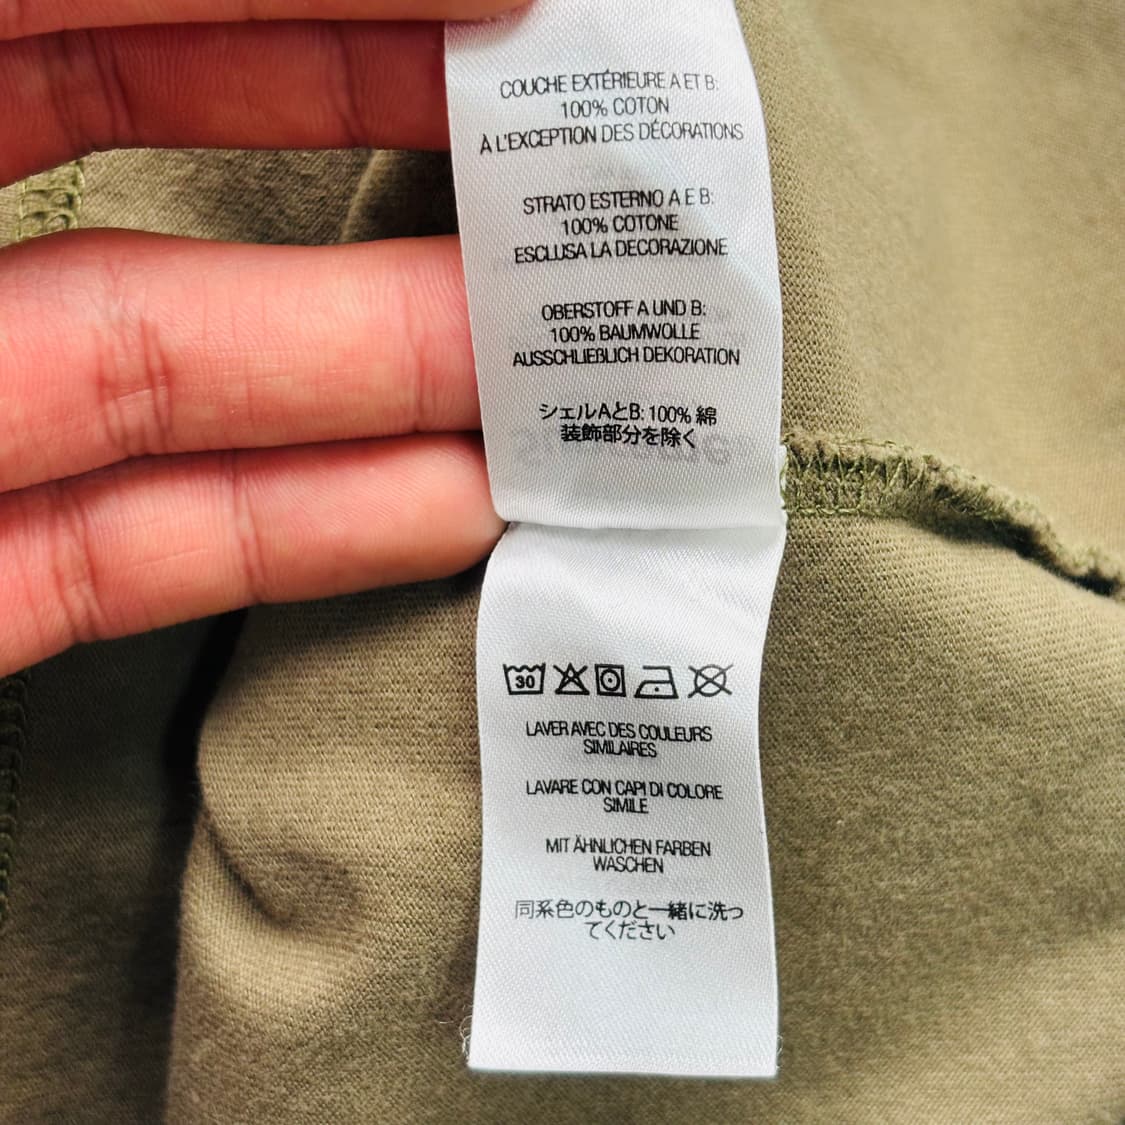 COUCHE EXTÉRIEURE A ET B:
100% COTON
À L'EXCEPTION DES DÉCORATIONS
STRATO ESTERNO A E B:
100% COTONE
ESCLUSA LA DECORAZIONE
OBERSTOFF A UND B:
100% BAUMWOLLE
AUSSCHLIEßLICH DEKORATION
シェルAとB: 100% 綿
装飾部分を除く
30
LAVER AVEC DES COULEURS
SIMILAIRES
LAVARE CON CAPI DI COLORE
SIMILE
MIT ÄHNLICHEN FARBEN
WASCHEN
同系色のものと一緒に洗っ
てください